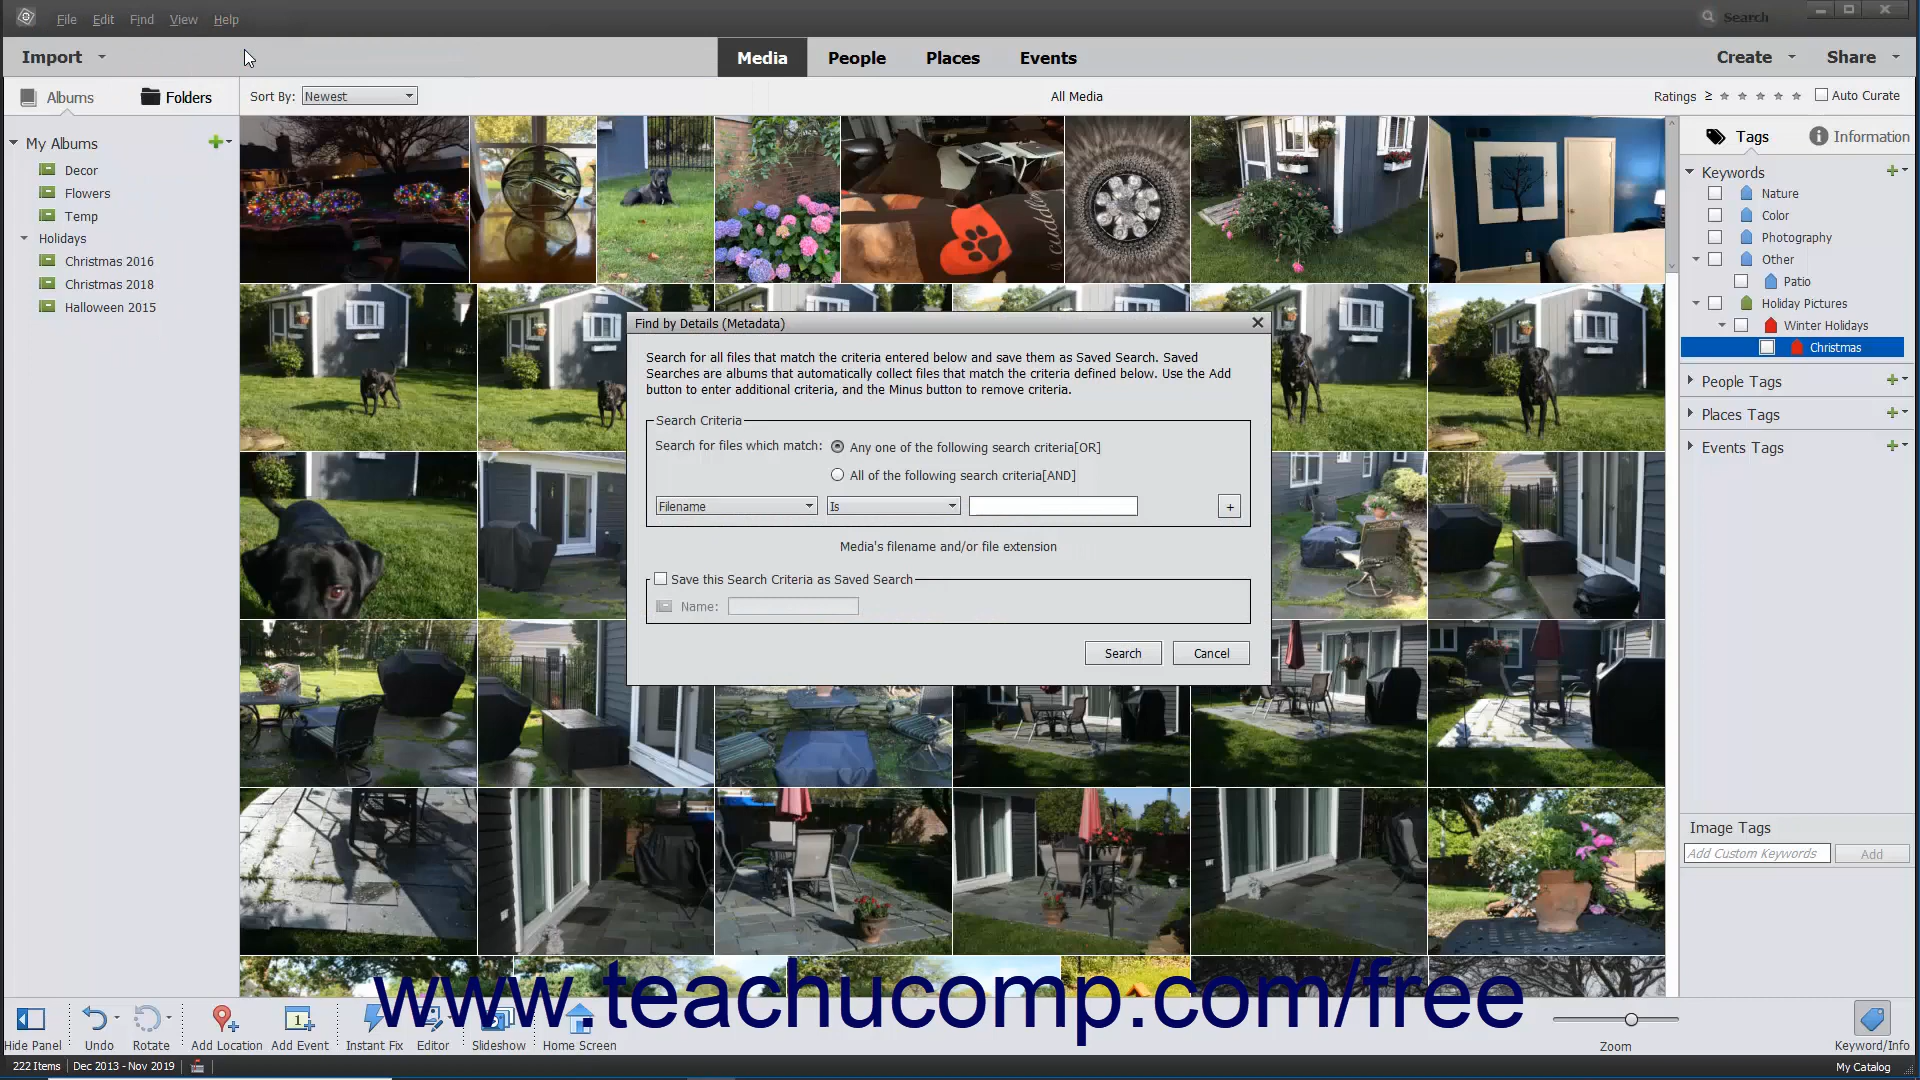 File Edit Find View Help
Search
Import
Media People Places Events
Create Share
Albums Folders
Sort By: Newest
All Media
Ratings ≥
Auto Curate
My Albums
Decor
Flowers
Temp
Holidays
Christmas 2016
Christmas 2018
Halloween 2015
Tags Information
Keywords
Nature
Color
Photography
Other
Patio
Holiday Pictures
Winter Holidays
Christmas
People Tags
Places Tags
Events Tags
Find by Details (Metadata)
Search for all files that match the criteria entered below and save them as Saved Search. Saved
Searches are albums that automatically collect files that match the criteria defined below. Use the Add
button to enter additional criteria, and the Minus button to remove criteria.
Search Criteria
Search for files which match:
Any one of the following search criteria[OR]
All of the following search criteria[AND]
Filename Is +
Media's filename and/or file extension
Save this Search Criteria as Saved Search
Name:
Search Cancel
Image Tags
Add Custom Keywords Add
www.teachucomp.com/free
Hide Panel Undo Rotate Add Location Add Event Instant Fix Editor Slideshow Home Screen
Zoom
Keyword/Info
222 Items Dec 2013 - Nov 2019
My Catalog